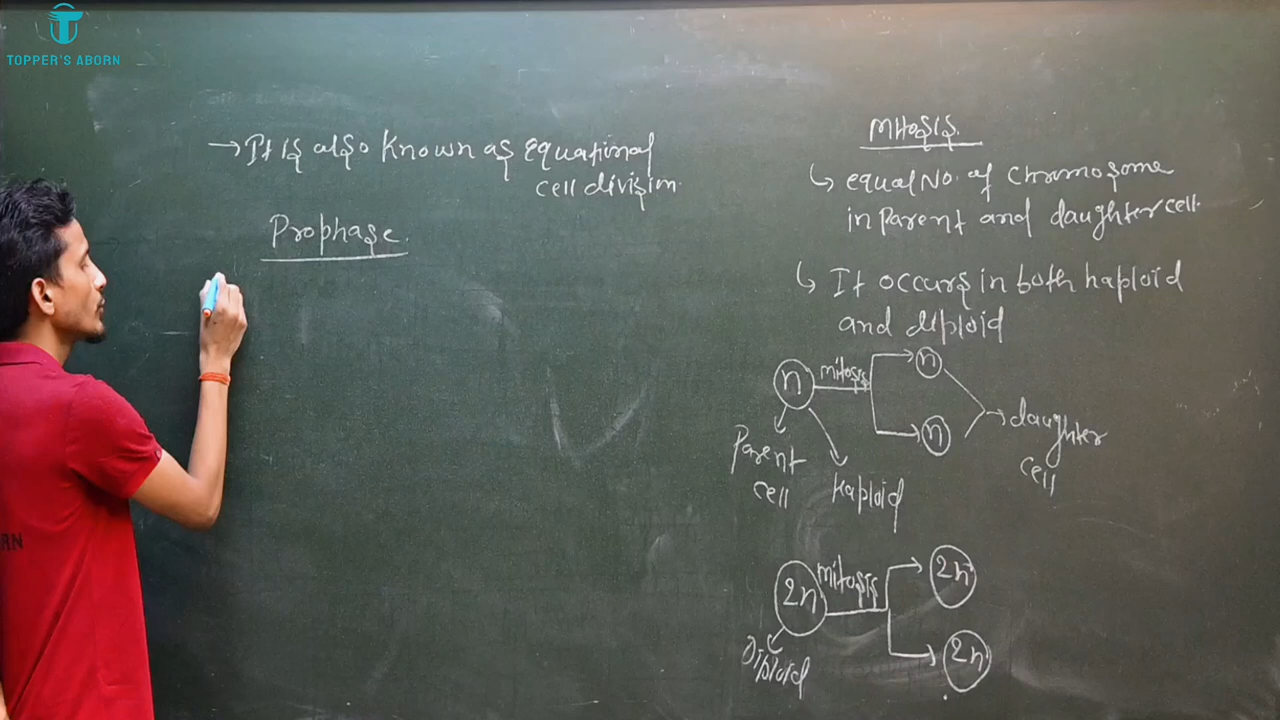 TOPPER'S ABORN
→ It is also known as equational
cell division.
Prophase.
Mitosis.
↳ equal No. of chromosome
in Parent and daughter cell.
↳ It occurs in both haploid
and diploid
n
mitosis
n
n
Parent
cell
haploid
daughter
cell
2n
mitosis
2n
2n
Diploid
RN